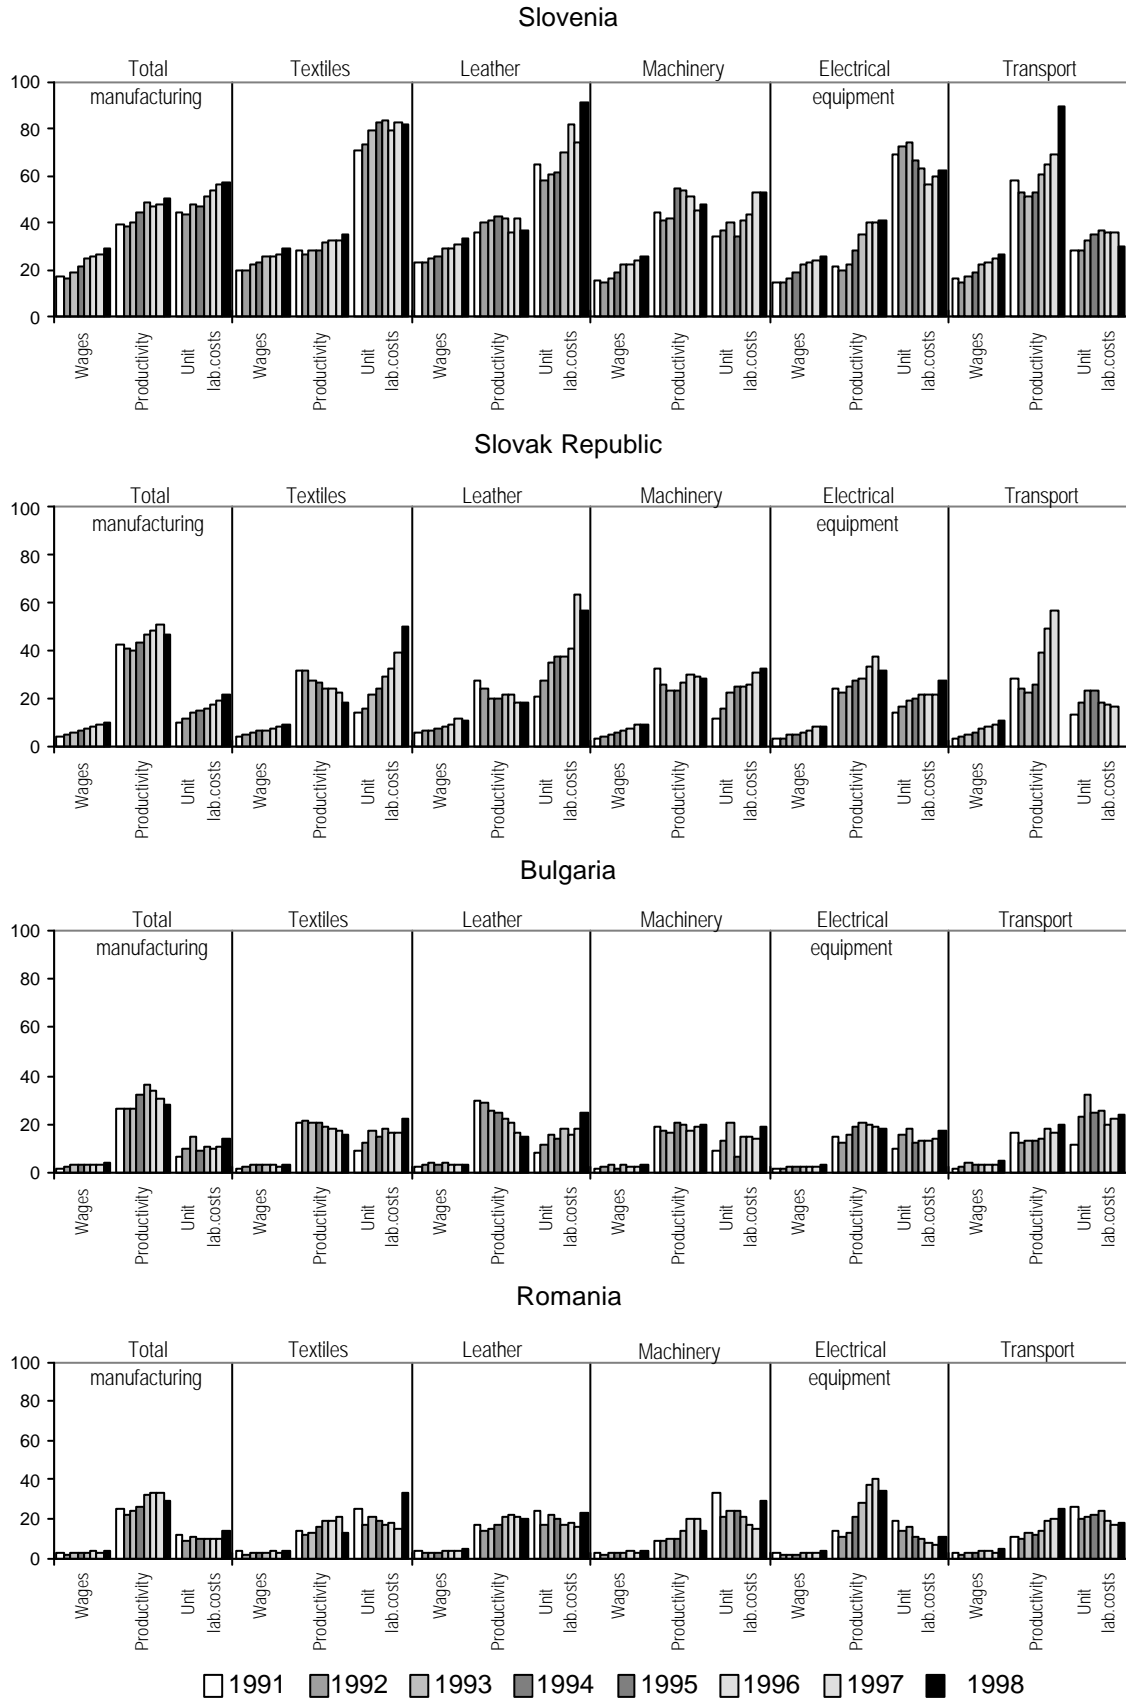 Slovenia
Total Textiles Leather Machinery Electrical Transport
manufacturing equipment
100
80
60
40
20
0
Wages Productivity Unit lab.costs Wages Productivity Unit lab.costs Wages Productivity Unit lab.costs Wages Productivity Unit lab.costs Wages Productivity Unit lab.costs Wages Productivity Unit lab.costs
Slovak Republic
Total Textiles Leather Machinery Electrical Transport
manufacturing equipment
100
80
60
40
20
0
Wages Productivity Unit lab.costs Wages Productivity Unit lab.costs Wages Productivity Unit lab.costs Wages Productivity Unit lab.costs Wages Productivity Unit lab.costs Wages Productivity Unit lab.costs
Bulgaria
Total Textiles Leather Machinery Electrical Transport
manufacturing equipment
100
80
60
40
20
0
Wages Productivity Unit lab.costs Wages Productivity Unit lab.costs Wages Productivity Unit lab.costs Wages Productivity Unit lab.costs Wages Productivity Unit lab.costs Wages Productivity Unit lab.costs
Romania
Total Textiles Leather Machinery Electrical Transport
manufacturing equipment
100
80
60
40
20
0
Wages Productivity Unit lab.costs Wages Productivity Unit lab.costs Wages Productivity Unit lab.costs Wages Productivity Unit lab.costs Wages Productivity Unit lab.costs Wages Productivity Unit lab.costs
1991 1992 1993 1994 1995 1996 1997 1998